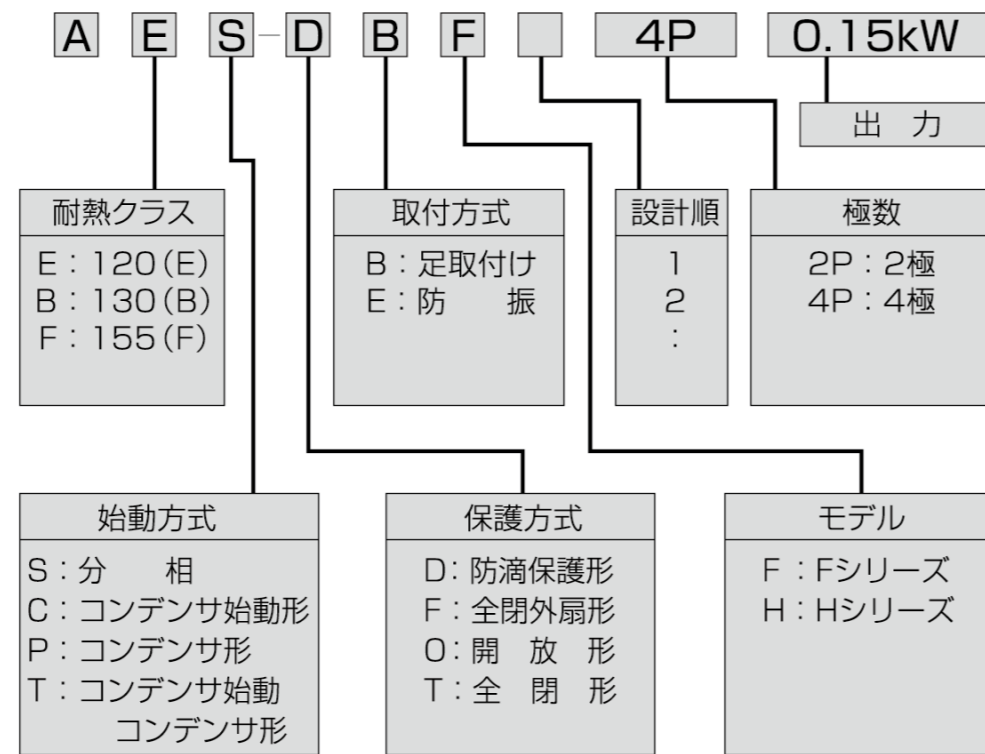 A E S-D B F 4P 0.15kW
出 力
耐熱クラス
E：120(E)
B：130(B)
F：155(F)
取付方式
B：足取付け
E：防 振
設計順
1
2
：
極数
2P：2極
4P：4極
始動方式
S：分 相
C：コンデンサ始動形
P：コンデンサ形
T：コンデンサ始動
コンデンサ形
保護方式
D：防滴保護形
F：全閉外扇形
O：開 放 形
T：全 閉 形
モデル
F：Fシリーズ
H：Hシリーズ